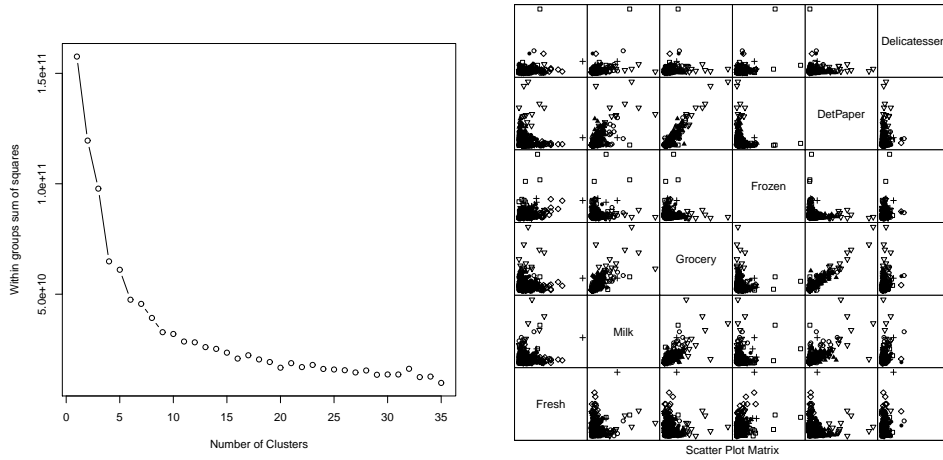 Within groups sum of squares
1.5e+11
1.0e+11
5.0e+10
0 5 10 15 20 25 30 35
Number of Clusters
Delicatessen
DetPaper
Frozen
Grocery
Milk
Fresh
Scatter Plot Matrix